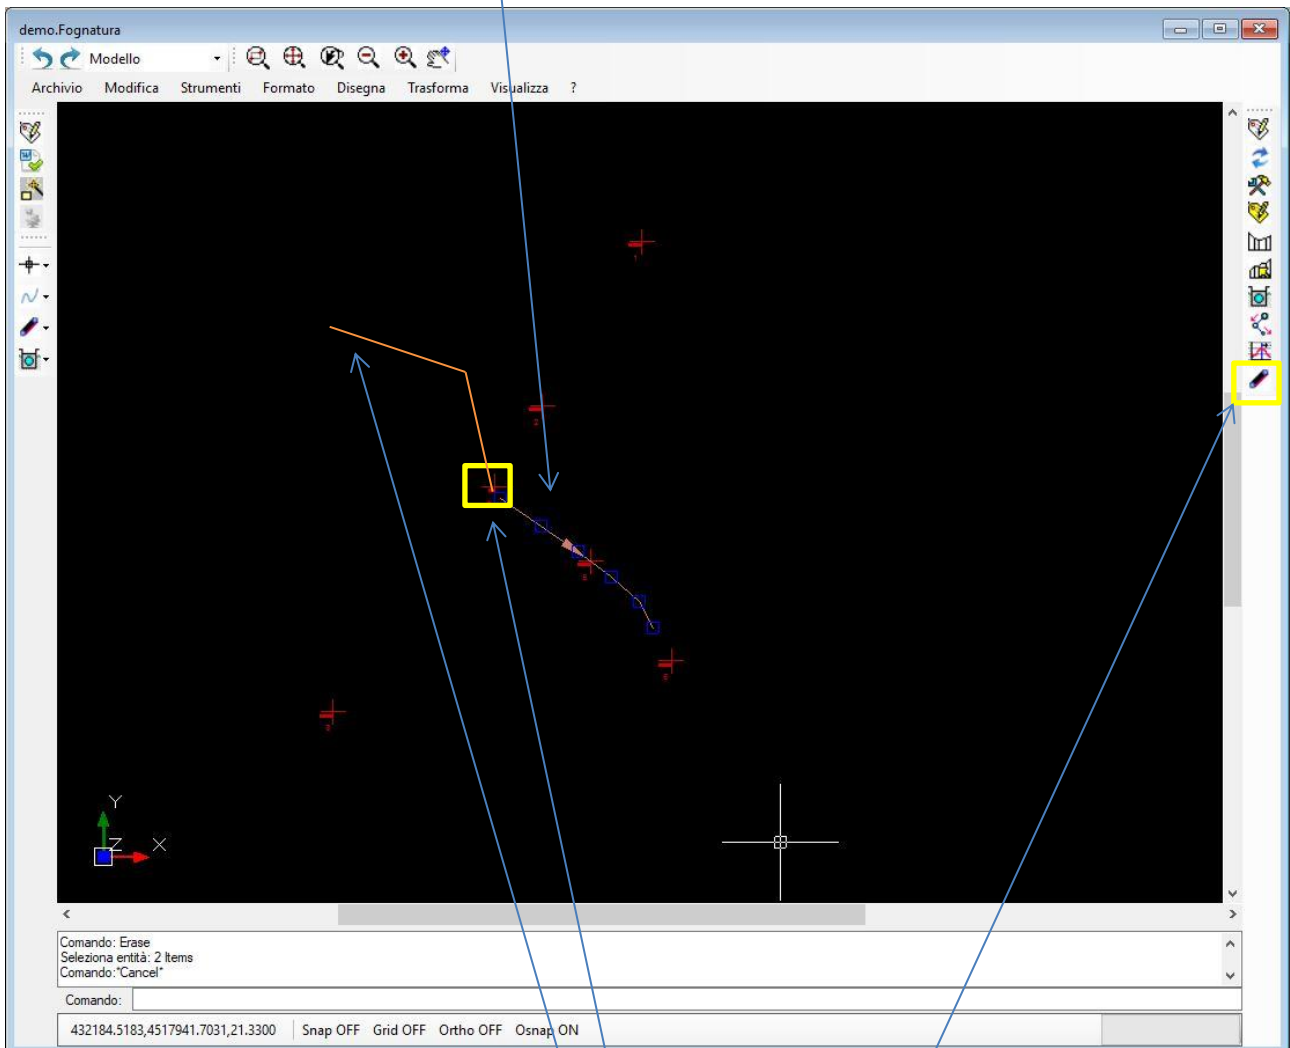 demo.Fognatura
Modello
Archivio Modifica Strumenti Formato Disegna Trasforma Visualizza ?
Y
Z X
Comando: Erase
Seleziona entità: 2 Items
Comando:*Cancel*
Comando:
432184.5183,4517941.7031,21.3300 Snap OFF Grid OFF Ortho OFF Osnap ON